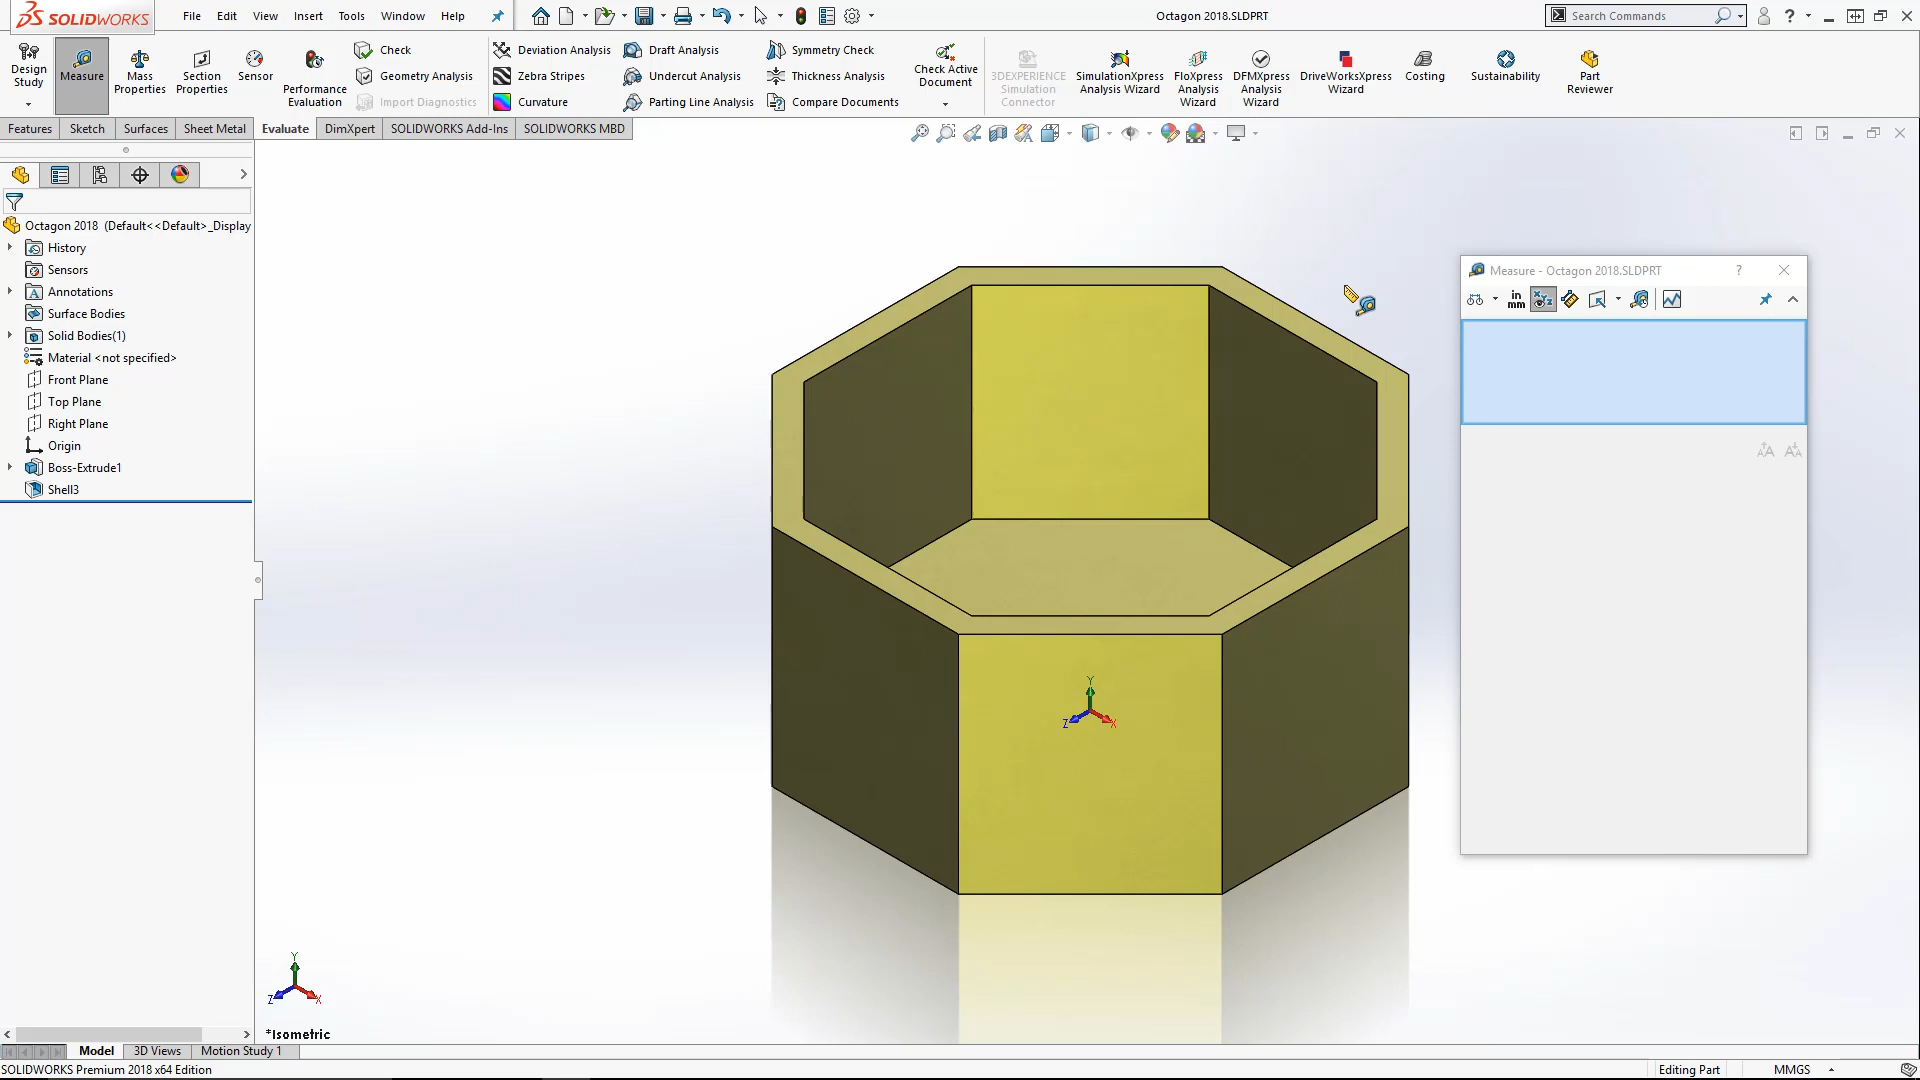 SOLIDWORKS
File Edit View Insert Tools Window Help
Octagon 2018.SLDPRT
Search Commands
?
Design Study
Measure
Mass Properties
Section Properties
Sensor
Performance Evaluation
Check
Geometry Analysis
Import Diagnostics
Deviation Analysis
Zebra Stripes
Curvature
Draft Analysis
Undercut Analysis
Parting Line Analysis
Symmetry Check
Thickness Analysis
Compare Documents
Check Active Document
3DEXPERIENCE Simulation Connector
SimulationXpress Analysis Wizard
FloXpress Analysis Wizard
DFMXpress Analysis Wizard
DriveWorksXpress Wizard
Costing
Sustainability
Part Reviewer
Features Sketch Surfaces Sheet Metal Evaluate DimXpert SOLIDWORKS Add-Ins SOLIDWORKS MBD
Octagon 2018 (Default<<Default>_Display
History
Sensors
Annotations
Surface Bodies
Solid Bodies(1)
Material <not specified>
Front Plane
Top Plane
Right Plane
Origin
Boss-Extrude1
Shell3
Measure - Octagon 2018.SLDPRT ?
in
mm
Y
Z X
Y
Z X
*Isometric
Model 3D Views Motion Study 1
SOLIDWORKS Premium 2018 x64 Edition
Editing Part
MMGS